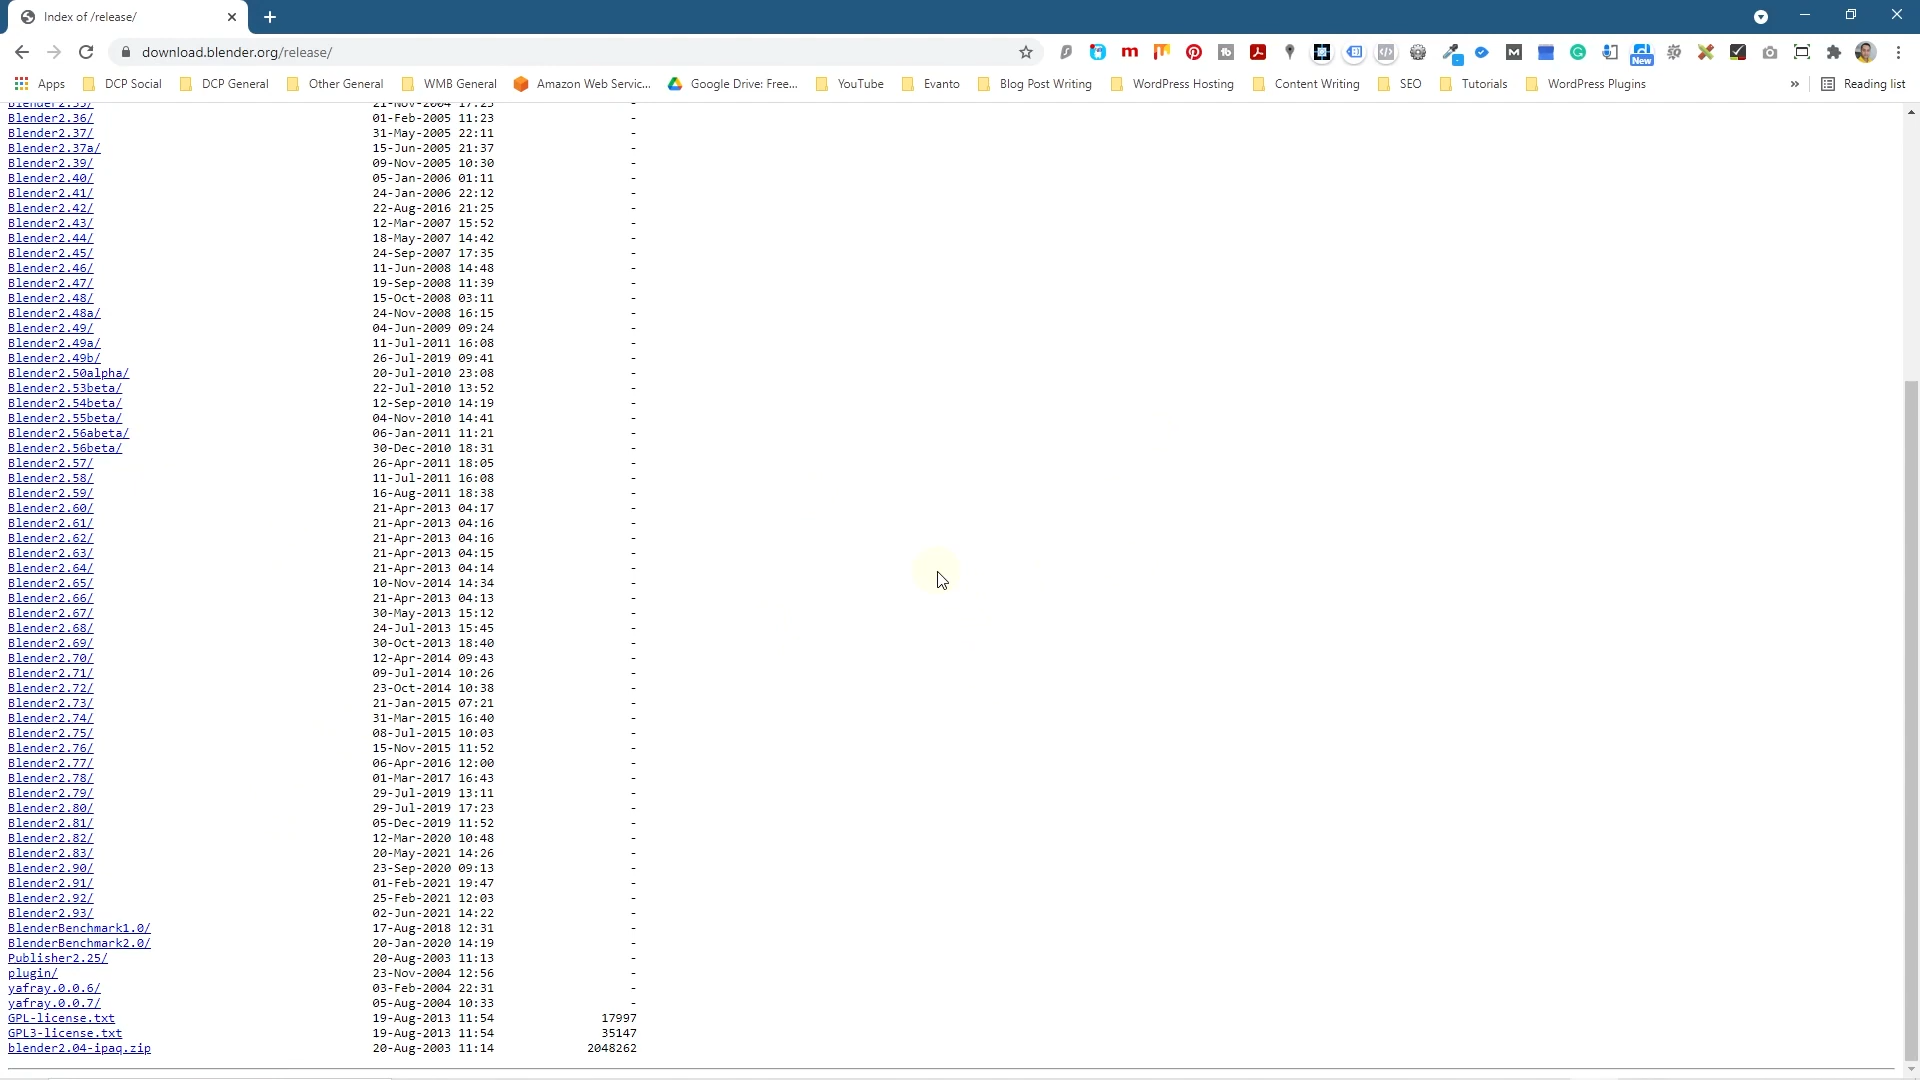 Index of /release/
download.blender.org/release/
New
Apps DCP Social DCP General Other General WMB General Amazon Web Servic... Google Drive: Free... YouTube Evanto Blog Post Writing WordPress Hosting Content Writing SEO Tutorials WordPress Plugins » Reading list
Blender2.35/ 21-Nov-2004 17:25 -
Blender2.36/ 01-Feb-2005 11:23 -
Blender2.37/ 31-May-2005 22:11 -
Blender2.37a/ 15-Jun-2005 21:37 -
Blender2.39/ 09-Nov-2005 10:30 -
Blender2.40/ 05-Jan-2006 01:11 -
Blender2.41/ 24-Jan-2006 22:12 -
Blender2.42/ 22-Aug-2016 21:25 -
Blender2.43/ 12-Mar-2007 15:52 -
Blender2.44/ 18-May-2007 14:42 -
Blender2.45/ 24-Sep-2007 17:35 -
Blender2.46/ 11-Jun-2008 14:48 -
Blender2.47/ 19-Sep-2008 11:39 -
Blender2.48/ 15-Oct-2008 03:11 -
Blender2.48a/ 24-Nov-2008 16:15 -
Blender2.49/ 04-Jun-2009 09:24 -
Blender2.49a/ 11-Jul-2011 16:08 -
Blender2.49b/ 26-Jul-2019 09:41 -
Blender2.50alpha/ 20-Jul-2010 23:08 -
Blender2.53beta/ 22-Jul-2010 13:52 -
Blender2.54beta/ 12-Sep-2010 14:19 -
Blender2.55beta/ 04-Nov-2010 14:41 -
Blender2.56abeta/ 06-Jan-2011 11:21 -
Blender2.56beta/ 30-Dec-2010 18:31 -
Blender2.57/ 26-Apr-2011 18:05 -
Blender2.58/ 11-Jul-2011 16:08 -
Blender2.59/ 16-Aug-2011 18:38 -
Blender2.60/ 21-Apr-2013 04:17 -
Blender2.61/ 21-Apr-2013 04:16 -
Blender2.62/ 21-Apr-2013 04:16 -
Blender2.63/ 21-Apr-2013 04:15 -
Blender2.64/ 21-Apr-2013 04:14 -
Blender2.65/ 10-Nov-2014 14:34 -
Blender2.66/ 21-Apr-2013 04:13 -
Blender2.67/ 30-May-2013 15:12 -
Blender2.68/ 24-Jul-2013 15:45 -
Blender2.69/ 30-Oct-2013 18:40 -
Blender2.70/ 12-Apr-2014 09:43 -
Blender2.71/ 09-Jul-2014 10:26 -
Blender2.72/ 23-Oct-2014 10:38 -
Blender2.73/ 21-Jan-2015 07:21 -
Blender2.74/ 31-Mar-2015 16:40 -
Blender2.75/ 08-Jul-2015 10:03 -
Blender2.76/ 15-Nov-2015 11:52 -
Blender2.77/ 06-Apr-2016 12:00 -
Blender2.78/ 01-Mar-2017 16:43 -
Blender2.79/ 29-Jul-2019 13:11 -
Blender2.80/ 29-Jul-2019 17:23 -
Blender2.81/ 05-Dec-2019 11:52 -
Blender2.82/ 12-Mar-2020 10:48 -
Blender2.83/ 20-May-2021 14:26 -
Blender2.90/ 23-Sep-2020 09:13 -
Blender2.91/ 01-Feb-2021 19:47 -
Blender2.92/ 25-Feb-2021 12:03 -
Blender2.93/ 02-Jun-2021 14:22 -
BlenderBenchmark1.0/ 17-Aug-2018 12:31 -
BlenderBenchmark2.0/ 20-Jan-2020 14:19 -
Publisher2.25/ 20-Aug-2003 11:13 -
plugin/ 23-Nov-2004 12:56 -
yafray.0.0.6/ 03-Feb-2004 22:31 -
yafray.0.0.7/ 05-Aug-2004 10:33 -
GPL-license.txt 19-Aug-2013 11:54 17997
GPL3-license.txt 19-Aug-2013 11:54 35147
blender2.04-ipaq.zip 20-Aug-2003 11:14 2048262